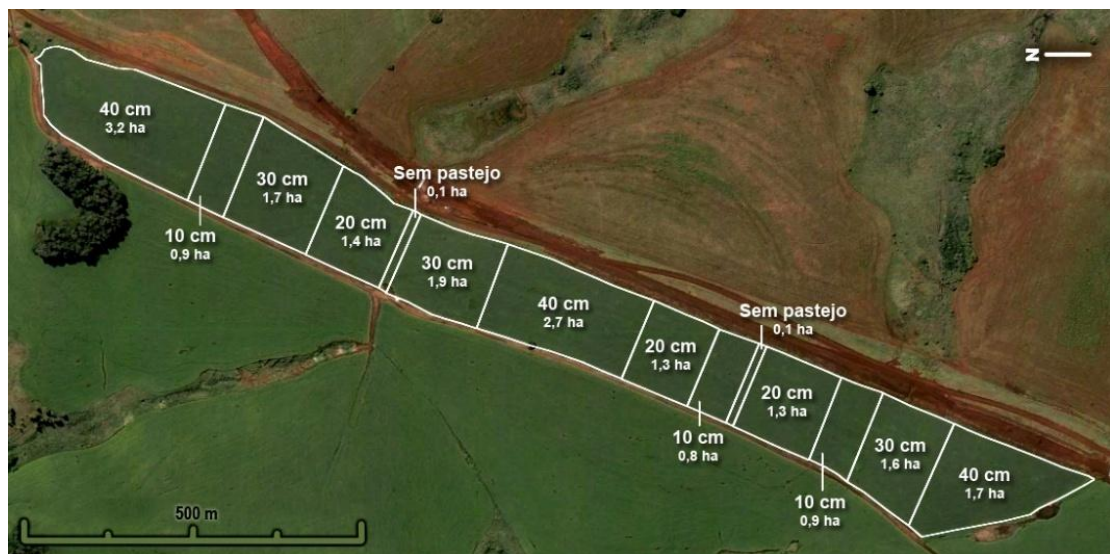 N
40 cm
3,2 ha
10 cm
0,9 ha
30 cm
1,7 ha
20 cm
1,4 ha
Sem pastejo
0,1 ha
30 cm
1,9 ha
40 cm
2,7 ha
20 cm
1,3 ha
10 cm
0,8 ha
Sem pastejo
0,1 ha
20 cm
1,3 ha
10 cm
0,9 ha
30 cm
1,6 ha
40 cm
1,7 ha
500 m